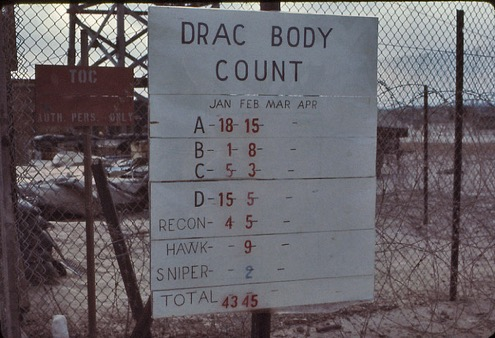 DRAC BODY
COUNT
TOC
AUTH PERS ONLY
JAN FEB MAR APR
A- 18- 15- -
B- 1- 8- -
C- 5- 3- -
D- 15 5 -
RECON- 4 5- -
HAWK- 9 -
SNIPER- 2 -
TOTAL 43 45